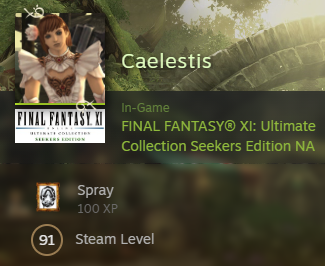 Caelestis
In-Game
FINAL FANTASY® XI: Ultimate
Collection Seekers Edition NA
FINAL FANTASY XI
ONLINE
ULTIMATE COLLECTION
SEEKERS EDITION
Spray
100 XP
91 Steam Level